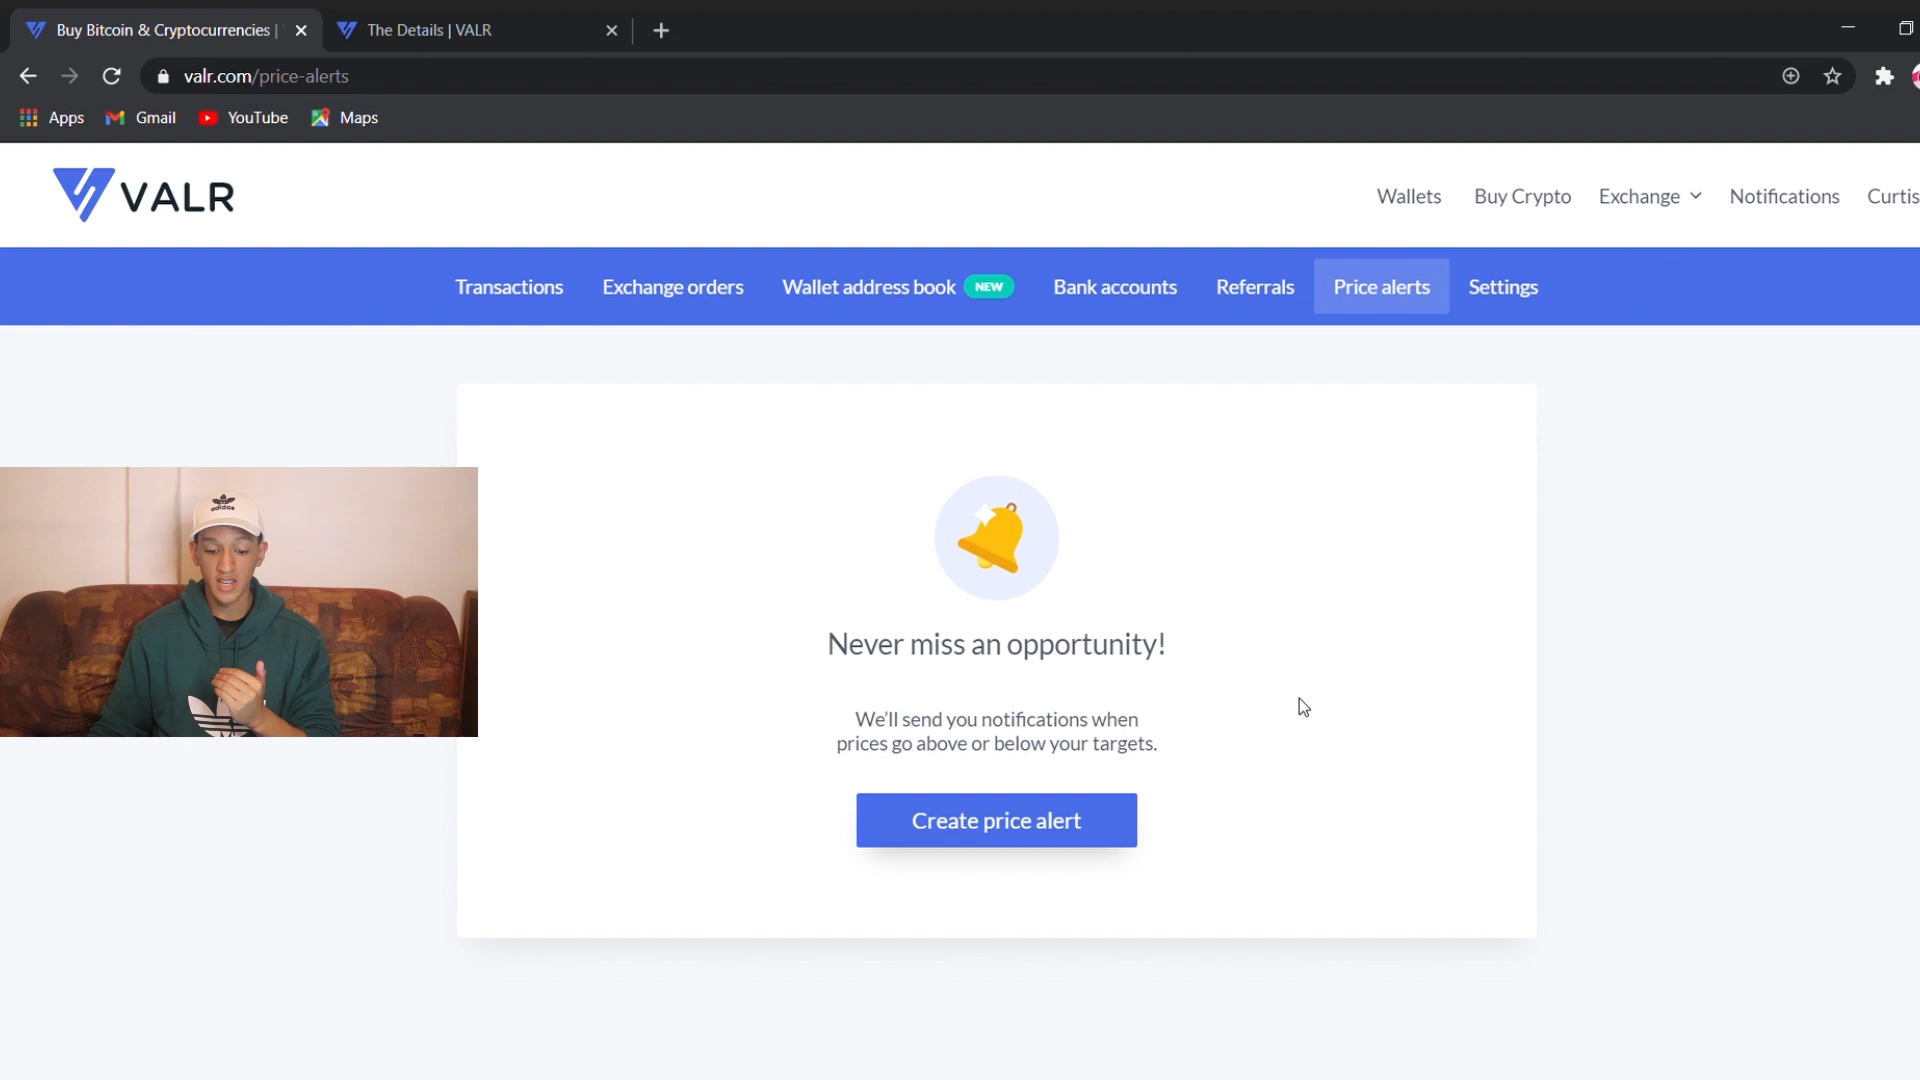 Buy Bitcoin & Cryptocurrencies |
The Details | VALR
valr.com/price-alerts
Apps
Gmail
YouTube
Maps
VALR
Wallets
Buy Crypto
Exchange
Notifications
Curtis
Transactions
Exchange orders
Wallet address book NEW
Bank accounts
Referrals
Price alerts
Settings
adidas
Never miss an opportunity!
We'll send you notifications when
prices go above or below your targets.
Create price alert